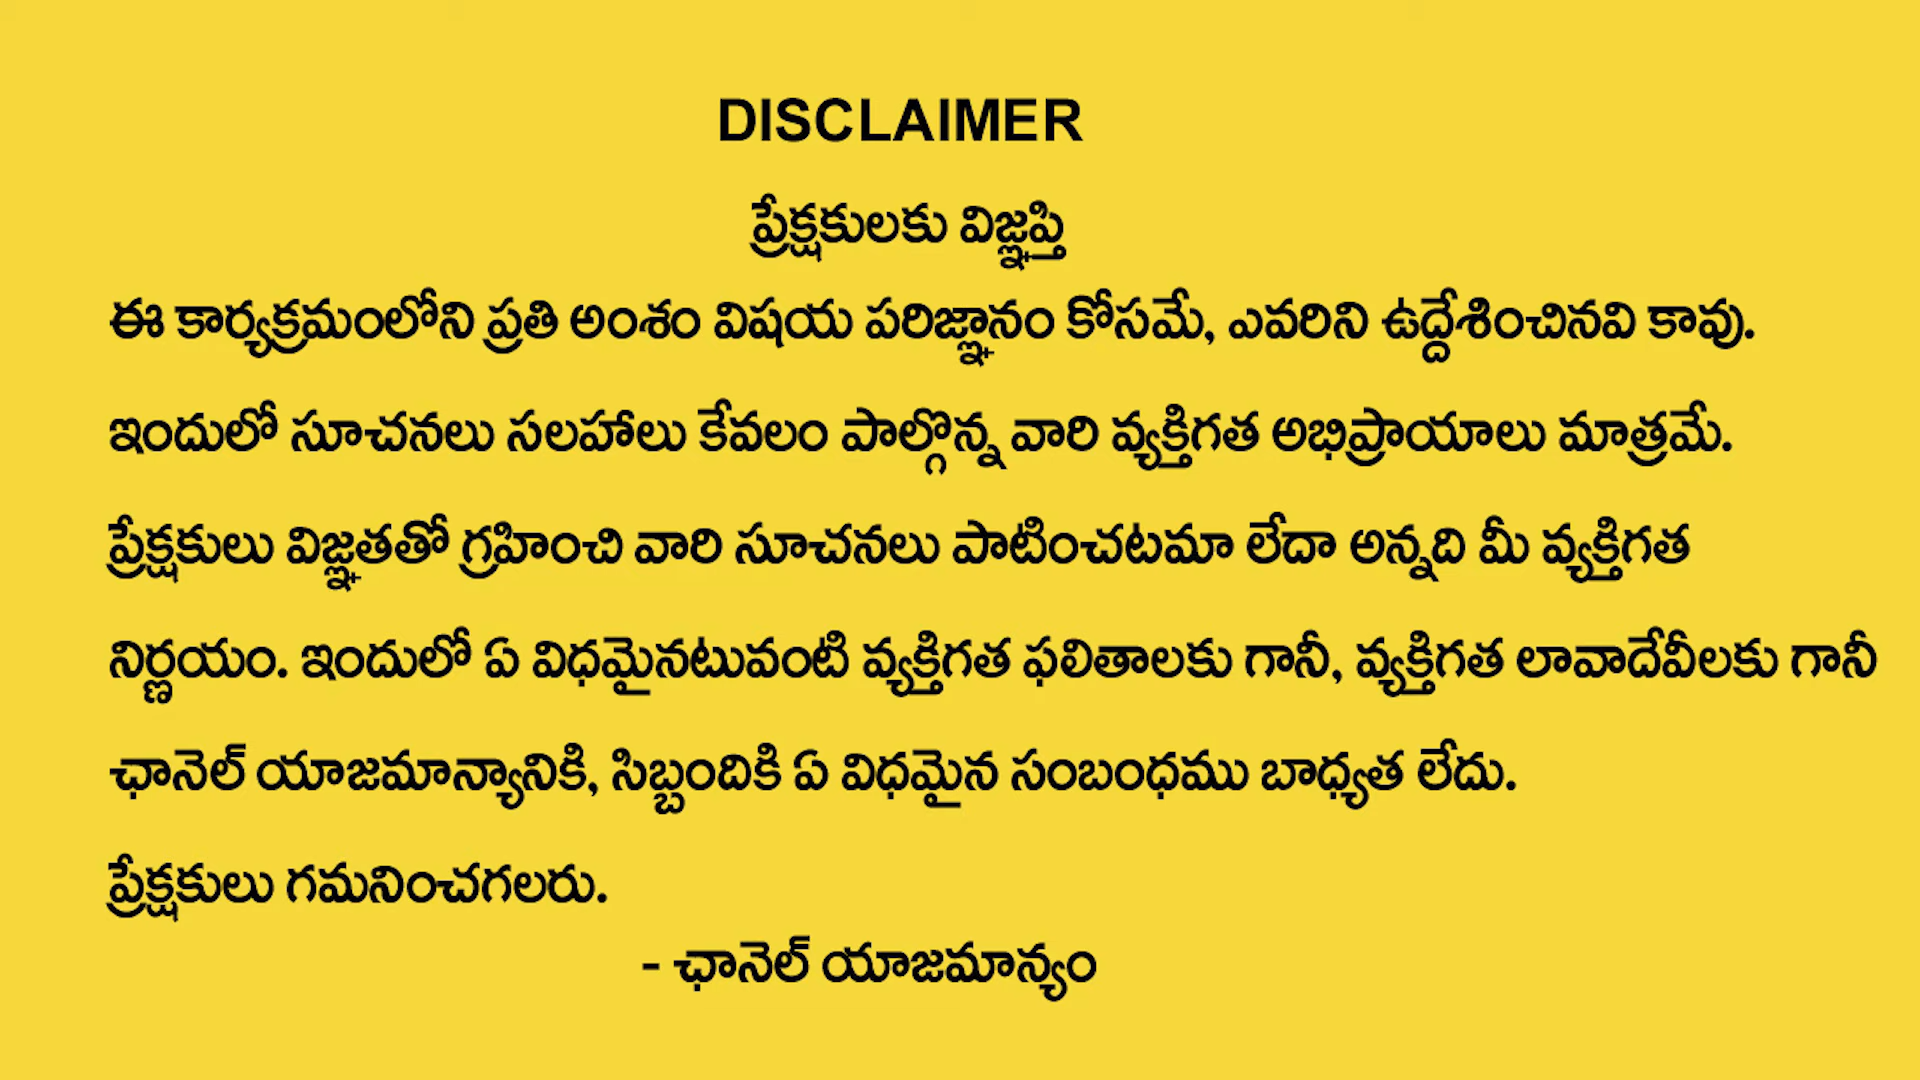 DISCLAIMER
ప్రేక్షకులకు విజ్ఞప్తి
ఈ కార్యక్రమంలోని ప్రతి అంశం విషయ పరిజ్ఞానం కోసమే, ఎవరిని ఉద్దేశించినవి కావు.
ఇందులో సూచనలు సలహాలు కేవలం పాల్గొన్న వారి వ్యక్తిగత అభిప్రాయాలు మాత్రమే.
ప్రేక్షకులు విజ్ఞతతో గ్రహించి వారి సూచనలు పాటించటమా లేదా అన్నది మీ వ్యక్తిగత
నిర్ణయం. ఇందులో ఏ విధమైనటువంటి వ్యక్తిగత ఫలితాలకు గానీ, వ్యక్తిగత లావాదేవీలకు గానీ
ఛానెల్ యాజమాన్యానికి, సిబ్బందికి ఏ విధమైన సంబంధము బాధ్యత లేదు.
ప్రేక్షకులు గమనించగలరు.
- ఛానెల్ యాజమాన్యం